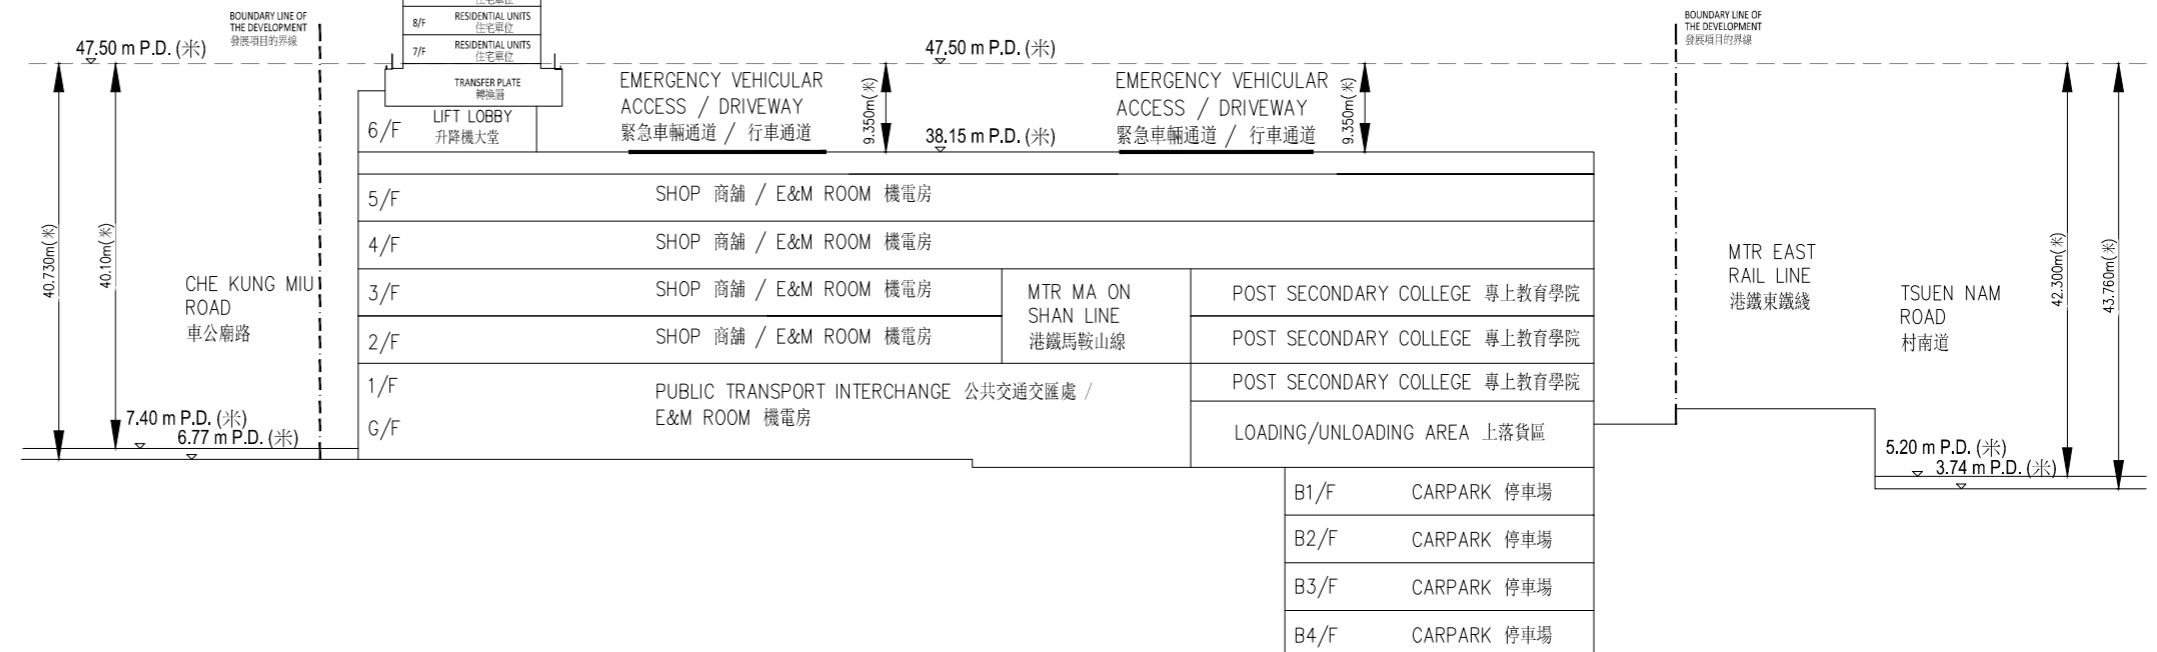 住宅單位
8/F RESIDENTIAL UNITS
住宅單位
7/F RESIDENTIAL UNITS
住宅單位
TRANSFER PLATE
轉換層
BOUNDARY LINE OF
THE DEVELOPMENT
發展項目的界線
47.50 m P.D. (米)
40.730m(米)
40.10m(米)
CHE KUNG MIU
ROAD
車公廟路
7.40 m P.D. (米)
6.77 m P.D. (米)
6/F LIFT LOBBY
升降機大堂
EMERGENCY VEHICULAR
ACCESS / DRIVEWAY
緊急車輛通道 / 行車通道
47.50 m P.D. (米)
9.350m(米)
38.15 m P.D. (米)
EMERGENCY VEHICULAR
ACCESS / DRIVEWAY
緊急車輛通道 / 行車通道
9.350m(米)
5/F SHOP 商舖 / E&M ROOM 機電房
4/F SHOP 商舖 / E&M ROOM 機電房
3/F SHOP 商舖 / E&M ROOM 機電房
2/F SHOP 商舖 / E&M ROOM 機電房
MTR MA ON
SHAN LINE
港鐵馬鞍山線
POST SECONDARY COLLEGE 專上教育學院
POST SECONDARY COLLEGE 專上教育學院
POST SECONDARY COLLEGE 專上教育學院
1/F
G/F
PUBLIC TRANSPORT INTERCHANGE 公共交通交匯處 /
E&M ROOM 機電房
LOADING/UNLOADING AREA 上落貨區
B1/F CARPARK 停車場
B2/F CARPARK 停車場
B3/F CARPARK 停車場
B4/F CARPARK 停車場
BOUNDARY LINE OF
THE DEVELOPMENT
發展項目的界線
MTR EAST
RAIL LINE
港鐵東鐵綫
TSUEN NAM
ROAD
村南道
42.300m(米)
43.760m(米)
5.20 m P.D. (米)
3.74 m P.D. (米)